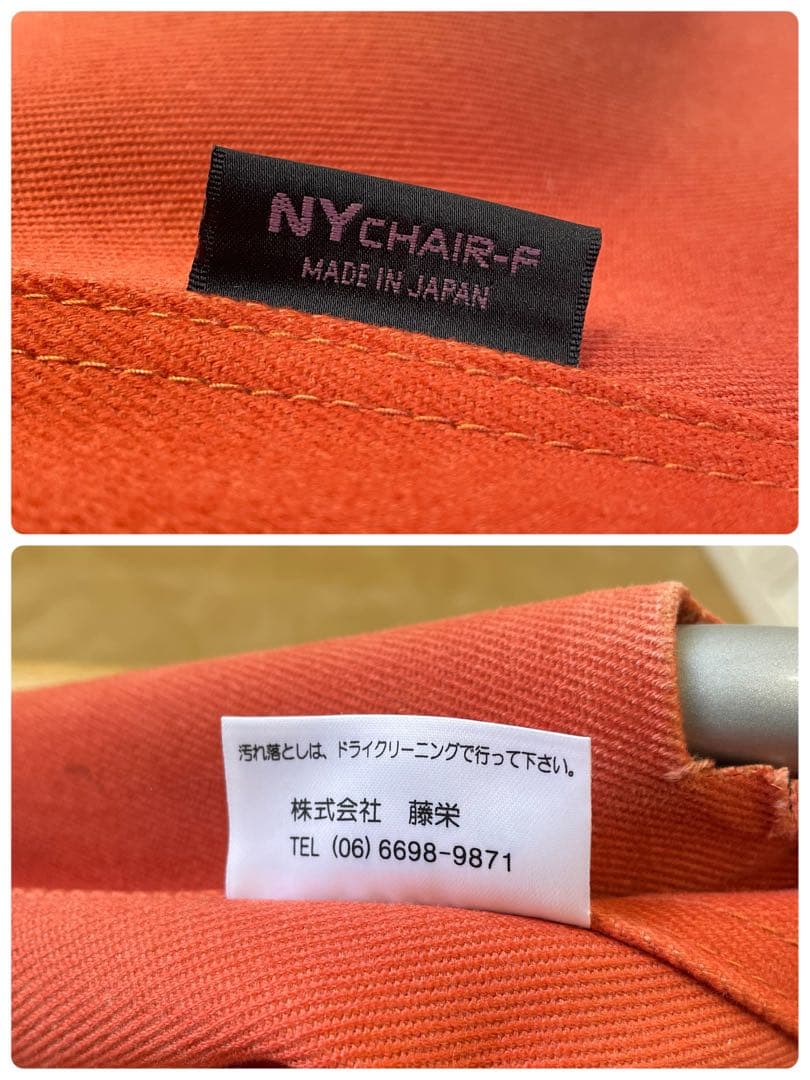 NYCHAIR-F
MADE IN JAPAN
汚れ落としは、ドライクリーニングで行って下さい。
株式会社 藤栄
TEL (06) 6698-9871